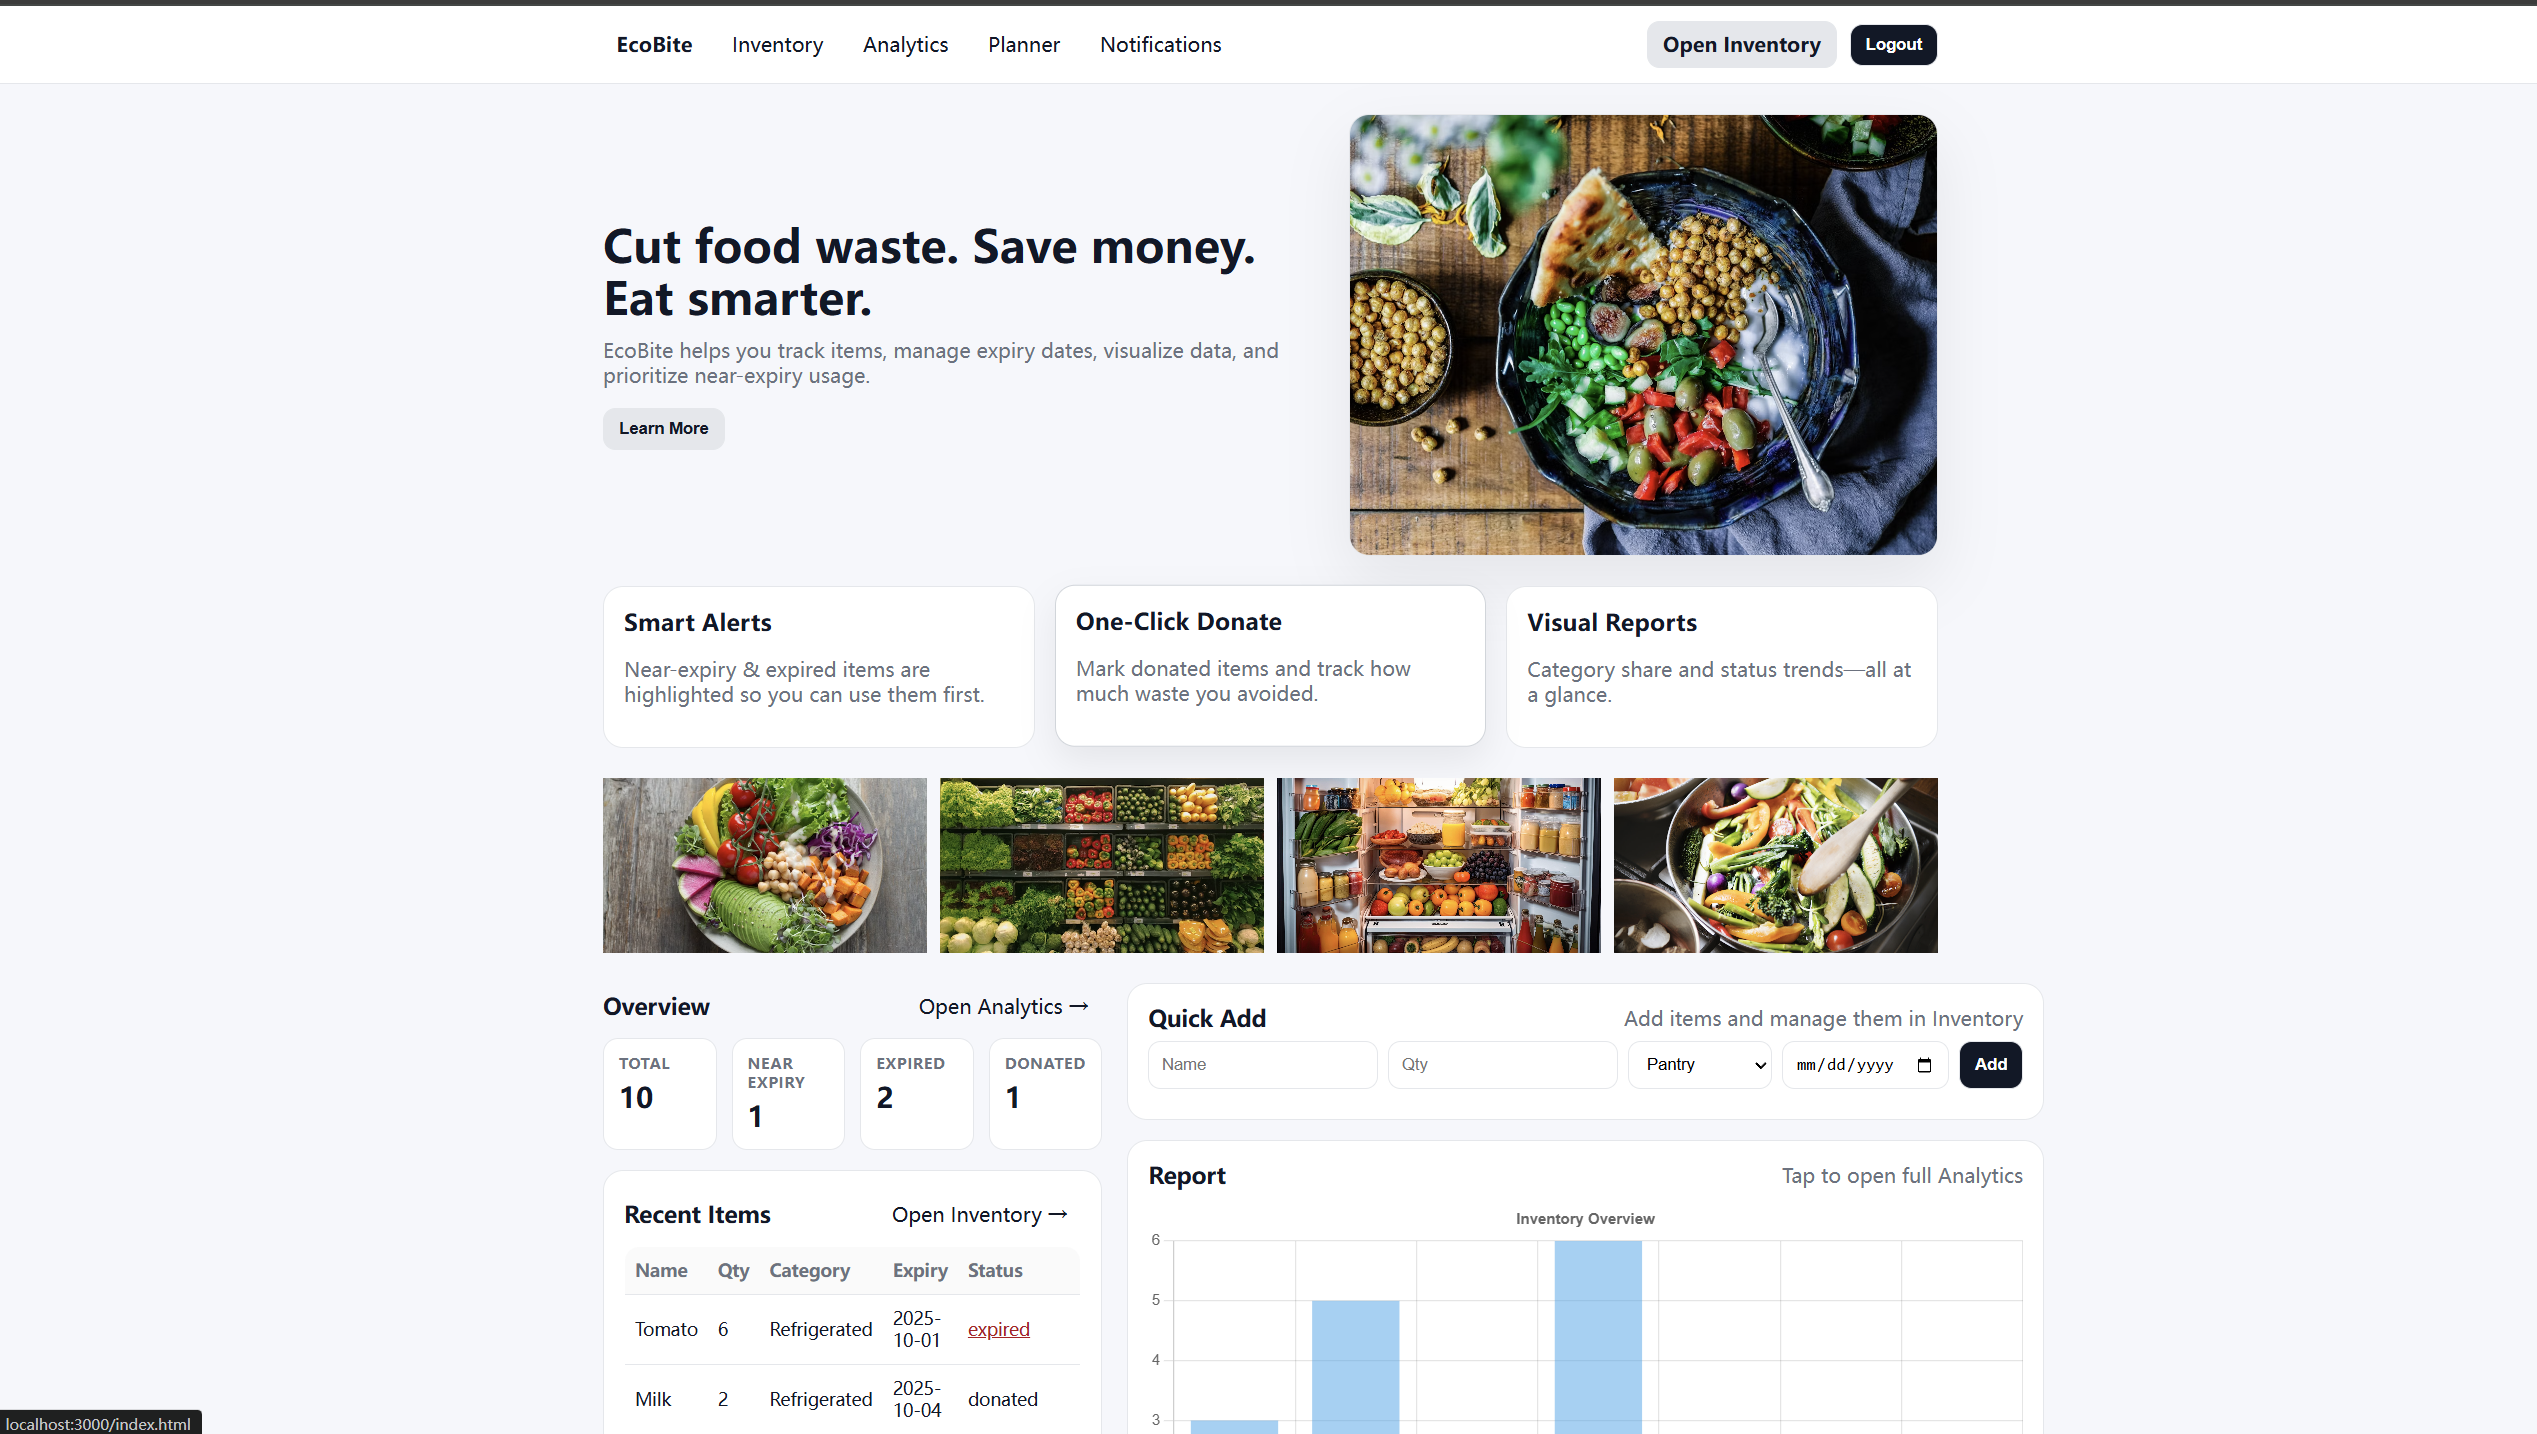 EcoBite
Inventory
Analytics
Planner
Notifications
Open Inventory
Logout
Cut food waste. Save money.
Eat smarter.
EcoBite helps you track items, manage expiry dates, visualize data, and
prioritize near-expiry usage.
Learn More
Smart Alerts
Near-expiry & expired items are
highlighted so you can use them first.
One-Click Donate
Mark donated items and track how
much waste you avoided.
Visual Reports
Category share and status trends—all at
a glance.
Overview
Open Analytics →
TOTAL
10
NEAR
EXPIRY
1
EXPIRED
2
DONATED
1
Quick Add
Add items and manage them in Inventory
Name
Qty
Pantry
mm/dd/yyyy
Add
Recent Items
Open Inventory →
Name Qty Category Expiry Status
Tomato 6 Refrigerated 2025-
10-01 expired
Milk 2 Refrigerated 2025-
10-04 donated
Report
Tap to open full Analytics
Inventory Overview
6
5
4
3
localhost:3000/index.html